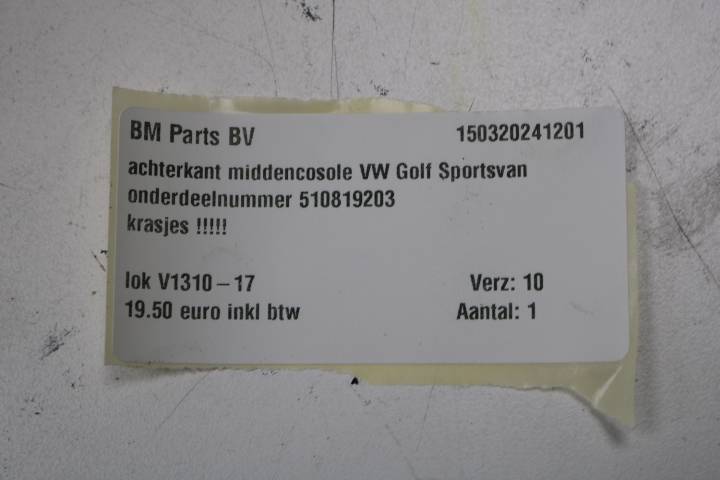 BM Parts BV 150320241201
achterkant middencosole VW Golf Sportsvan
onderdeelnummer 510819203
krasjes !!!!!
lok V1310 – 17 Verz: 10
19.50 euro inkl btw Aantal: 1